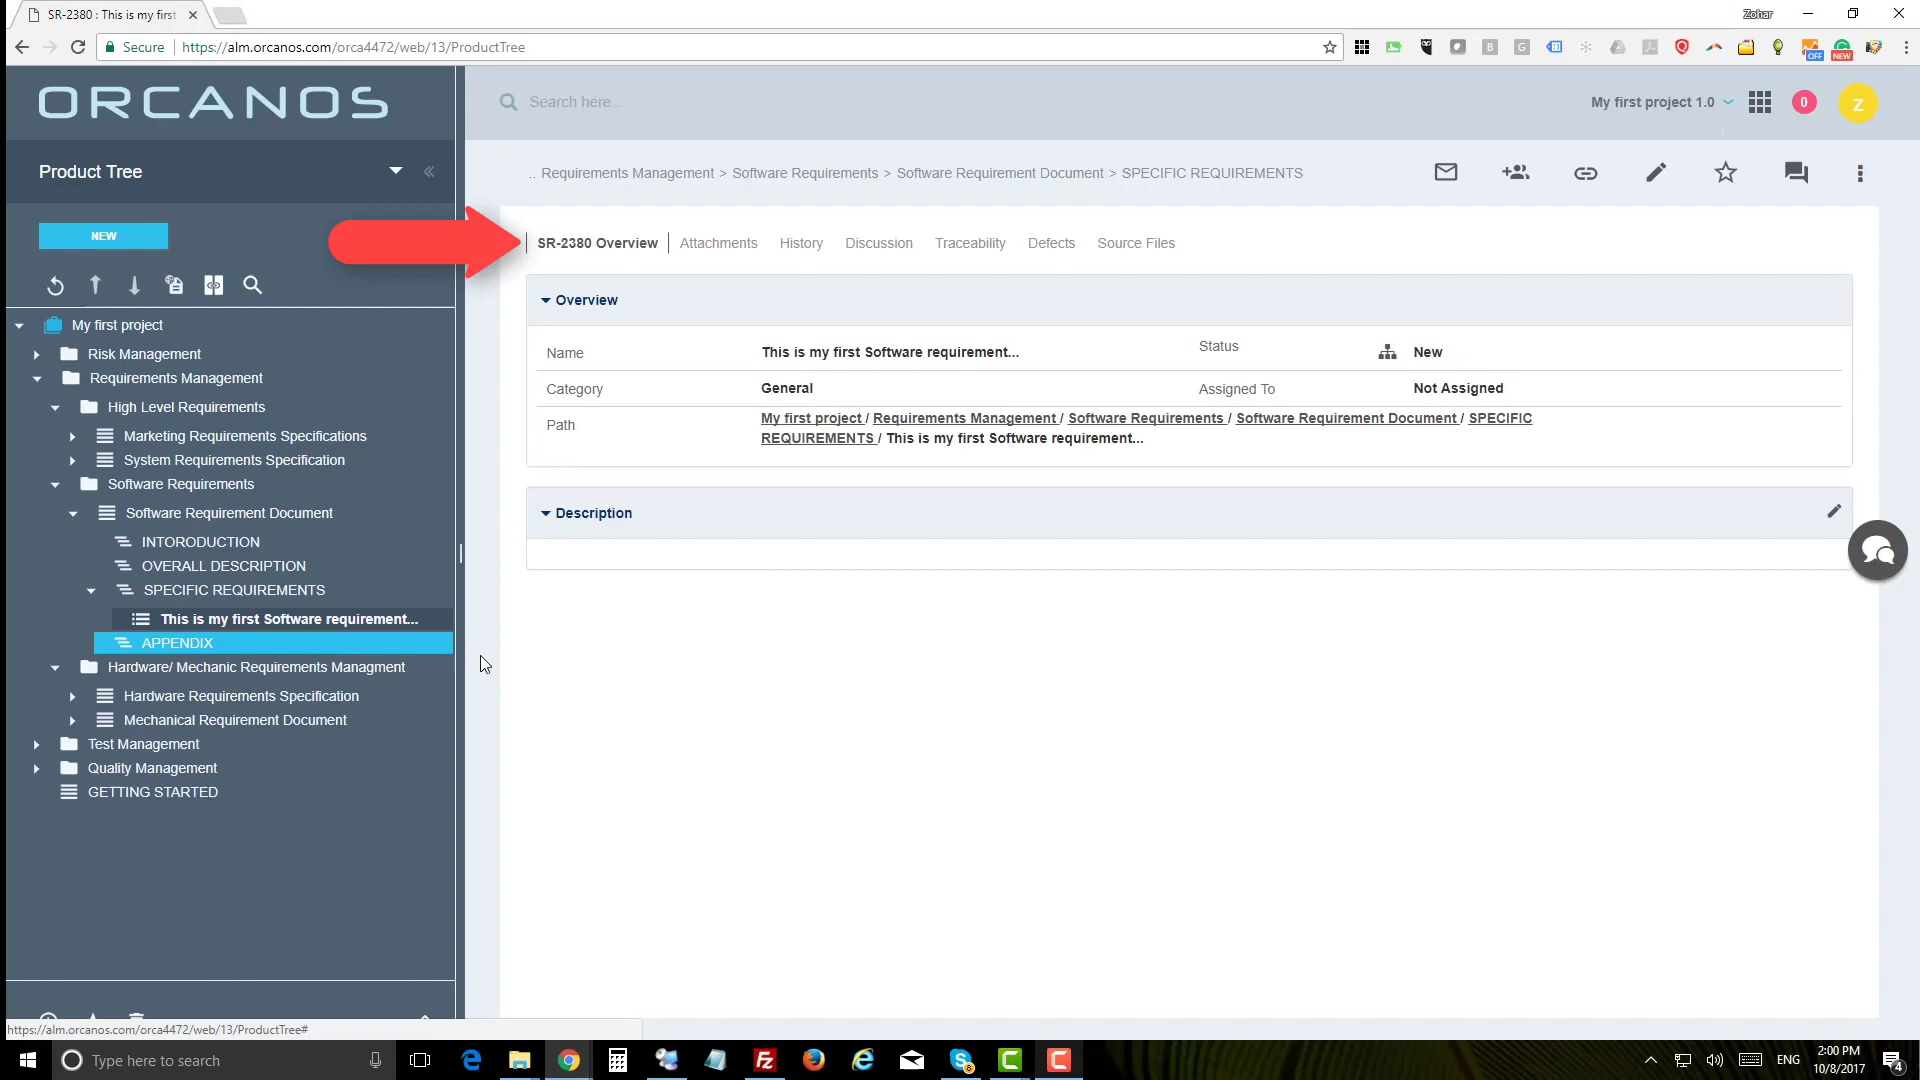 SR-2380 : This is my first
Zohar
Secure
https://alm.orcanos.com/orca4472/web/13/ProductTree
B
G
OFF
NEW
ORCANOS
Search here...
My first project 1.0
0
Z
Product Tree
.. Requirements Management > Software Requirements > Software Requirement Document > SPECIFIC REQUIREMENTS
NEW
SR-2380 Overview
Attachments
History
Discussion
Traceability
Defects
Source Files
My first project
Risk Management
Requirements Management
High Level Requirements
Marketing Requirements Specifications
System Requirements Specification
Software Requirements
Software Requirement Document
INTORODUCTION
OVERALL DESCRIPTION
SPECIFIC REQUIREMENTS
This is my first Software requirement...
APPENDIX
Hardware/ Mechanic Requirements Managment
Hardware Requirements Specification
Mechanical Requirement Document
Test Management
Quality Management
GETTING STARTED
Overview
Name
This is my first Software requirement...
Status
New
Category
General
Assigned To
Not Assigned
Path
My first project / Requirements Management / Software Requirements / Software Requirement Document / SPECIFIC
REQUIREMENTS / This is my first Software requirement...
Description
https://alm.orcanos.com/orca4472/web/13/ProductTree#
Type here to search
8
ENG
2:00 PM
10/8/2017
4